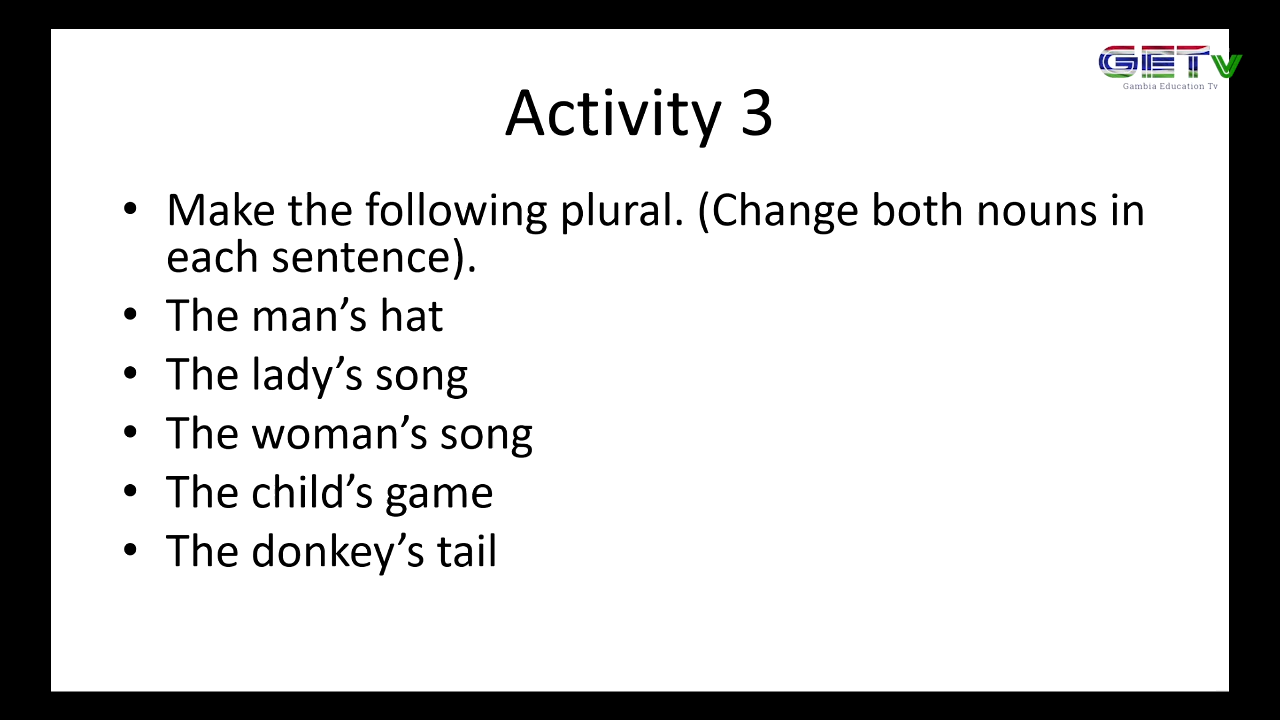 GETv
Gambia Education Tv
Activity 3
• Make the following plural. (Change both nouns in
each sentence).
• The man’s hat
• The lady’s song
• The woman’s song
• The child’s game
• The donkey’s tail